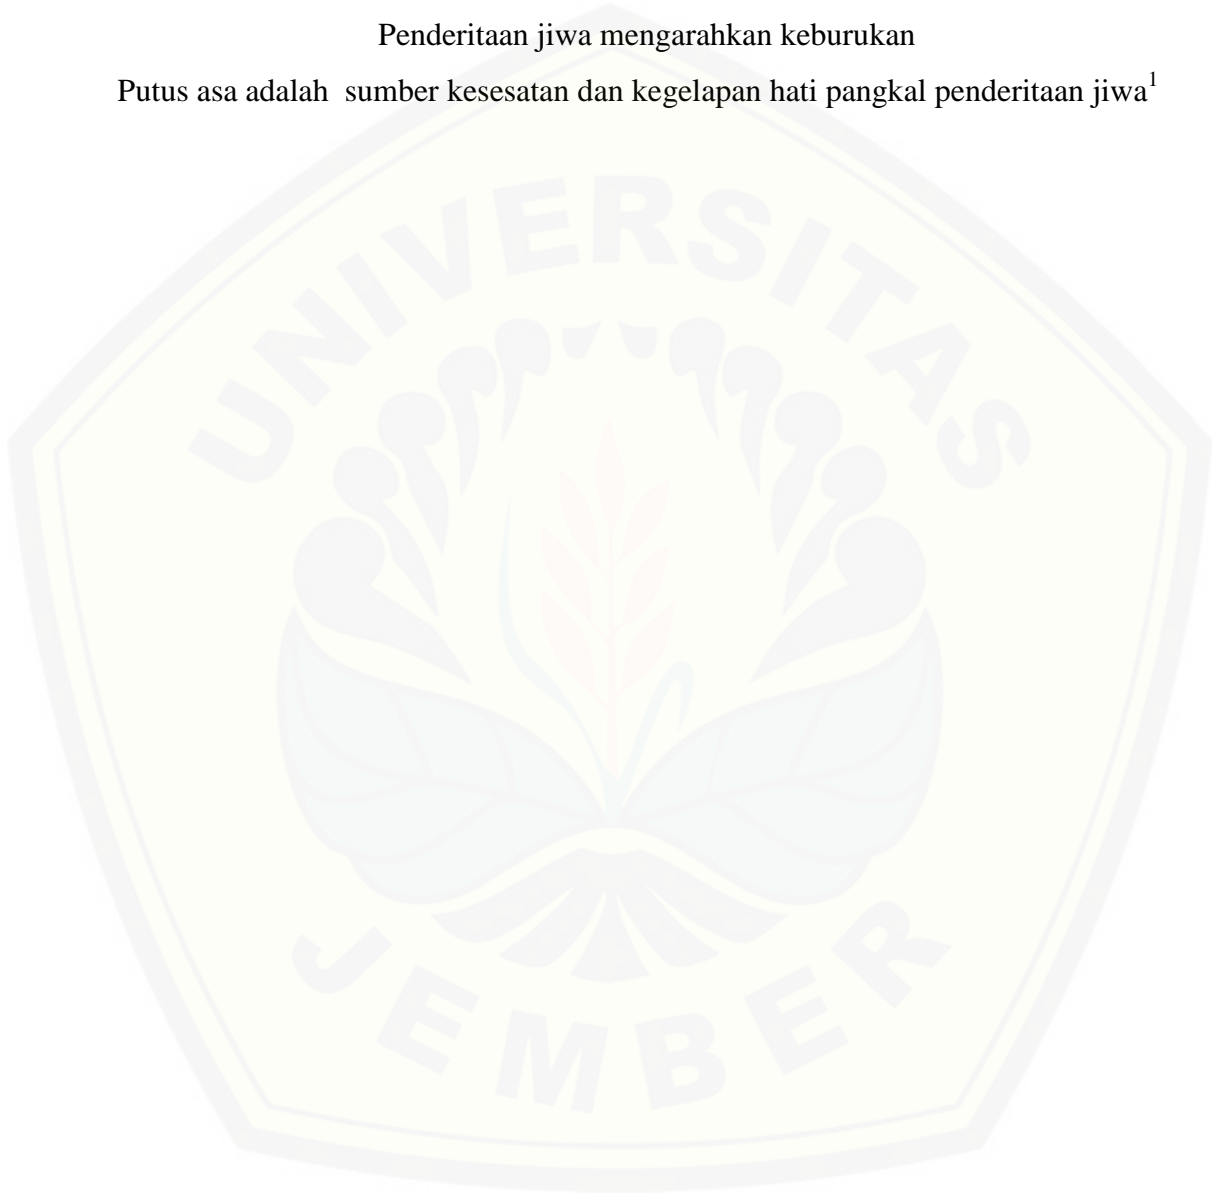 Penderitaan jiwa mengarahkan keburukan
Putus asa adalah  sumber kesesatan dan kegelapan hati pangkal penderitaan jiwa¹
UNIVERSITAS
JEMBER